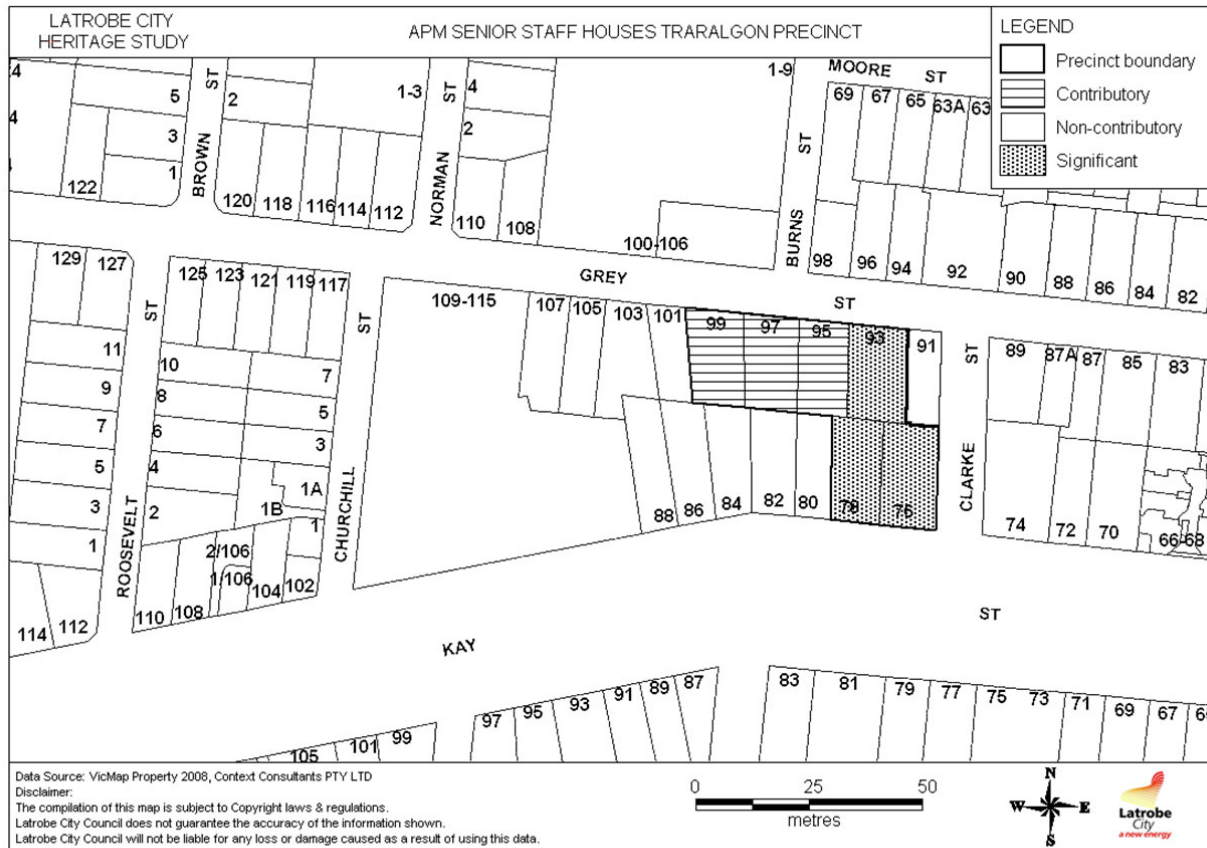 LATROBE CITY
HERITAGE STUDY
APM SENIOR STAFF HOUSES TRARALGON PRECINCT
LEGEND
Precinct boundary
Contributory
Non-contributory
Significant
MOORE ST
1-9
69 67 65 63A 63
5
3
1
122
BROWN ST
2
120 118 116 114 112
1-3
NORMAN ST
4
2
110 108
100-106
BURNS ST
98 96 94 92 90 88 86 84 82
GREY ST
129 127
125 123 121 119 117
109-115
107 105 103 101 99 97 95 93 91
89 87A 87 85 83
11
9
7
5
3
1
114 112
ROOSEVELT ST
10
8
6
4
2
7
5
3
1A
1B
1
2/106
1/106
110 108 104 102
CHURCHILL ST
88 86 84 82 80 78 76
CLARKE ST
74 72 70 66 68
KAY ST
105 101 99
97 95 93 91 89 87
83 81 79 77 75 73 71 69 67
Data Source: VicMap Property 2008, Context Consultants PTY LTD
Disclaimer:
The compilation of this map is subject to Copyright laws & regulations.
Latrobe City Council does not guarantee the accuracy of the information shown.
Latrobe City Council will not be liable for any loss or damage caused as a result of using this data.
0 25 50
metres
N
W E
S
Latrobe
City
a new energy